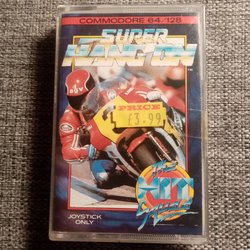 COMMODORE 64/128
SUPER
HANG-ON
PRICE
£3.99
THE
HIT
SQUAD
JOYSTICK
ONLY